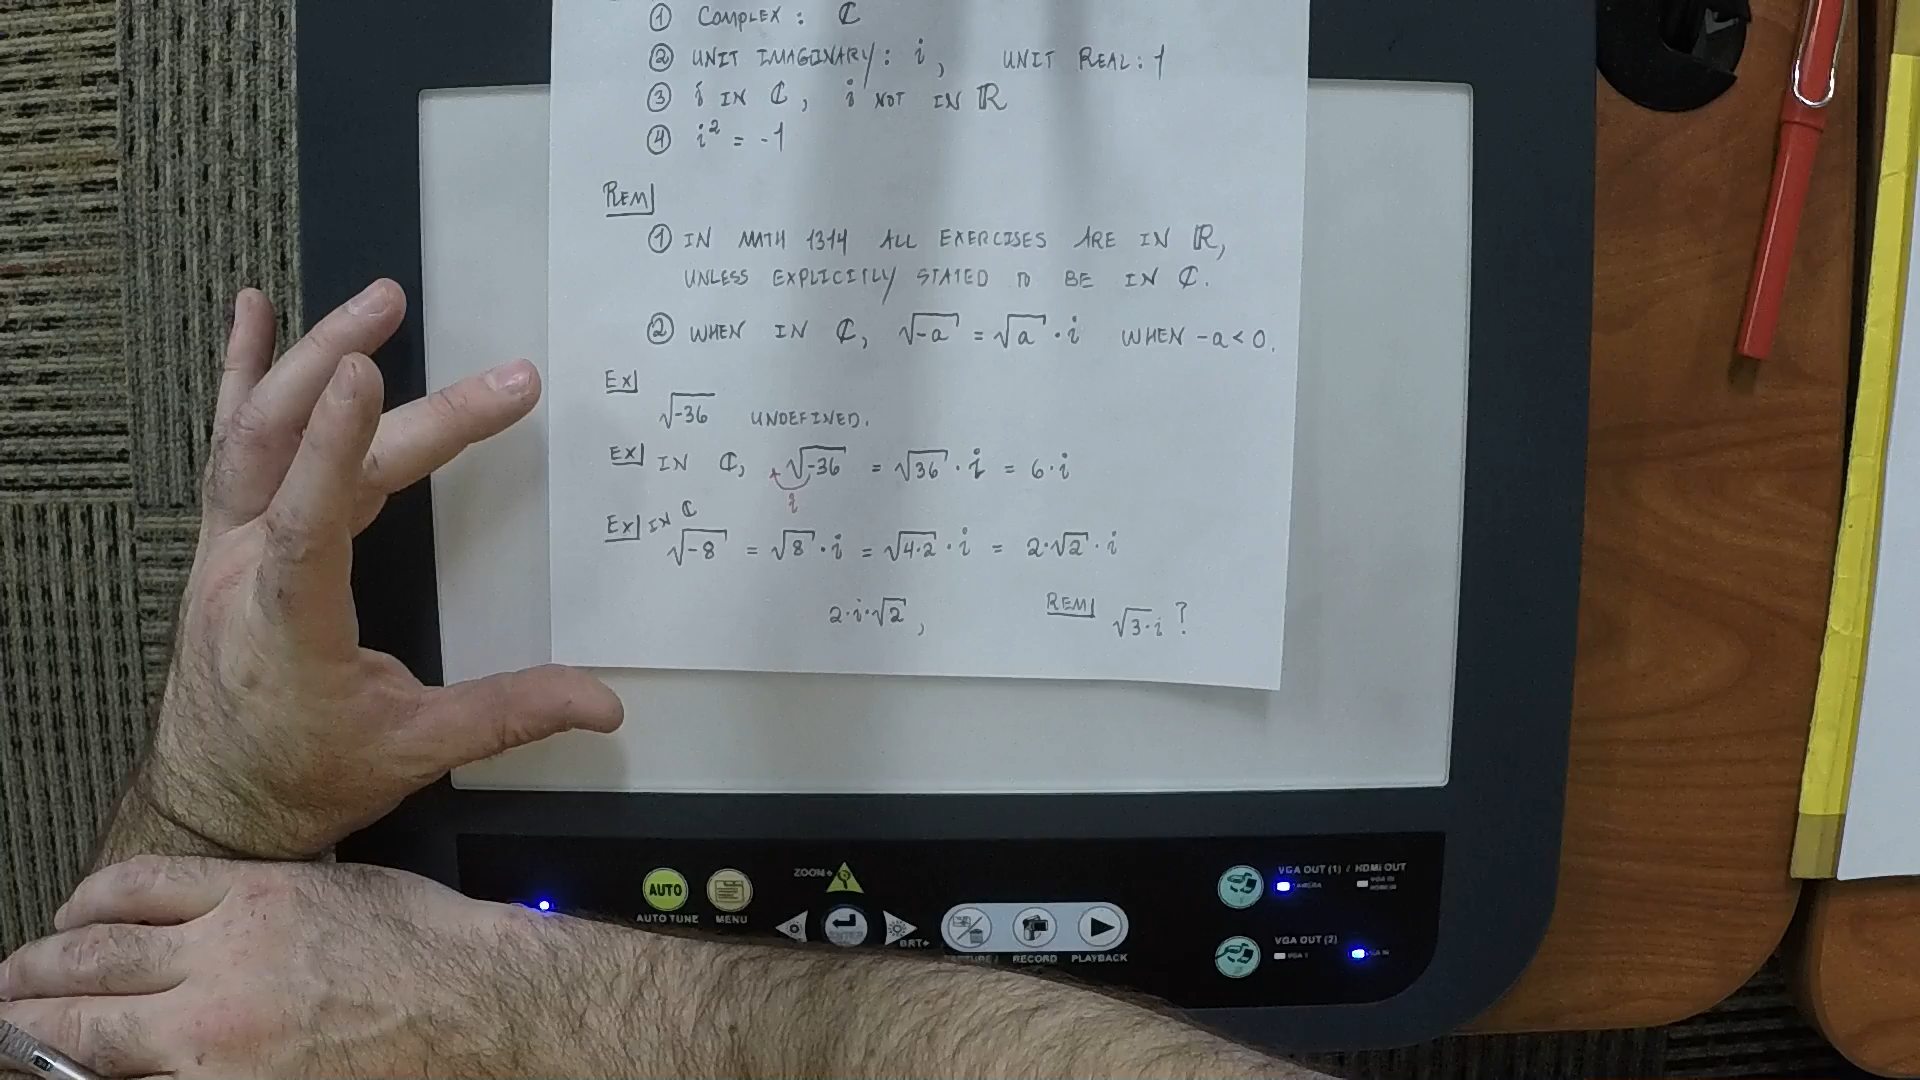 ① COMPLEX : ℂ
② UNIT IMAGINARY : i , UNIT REAL : 1
③ i IN ℂ , i NOT IN ℝ
④ i² = -1
REM
① IN MATH 1314 ALL EXERCISES ARE IN ℝ,
UNLESS EXPLICITLY STATED TO BE IN ℂ.
② WHEN IN ℂ, √-a = √a · i WHEN -a < 0.
EX
√-36 UNDEFINED.
EX IN ℂ, √-36 = √36 · i = 6 · i
i
EX IN ℂ
√-8 = √8 · i = √4·2 · i = 2·√2 · i
2·i·√2 , REM √3·i ?
ZOOM+
AUTO
AUTO TUNE MENU
BRT+
RECORD PLAYBACK
VGA OUT (1) / HDMI OUT
VGA OUT (2)